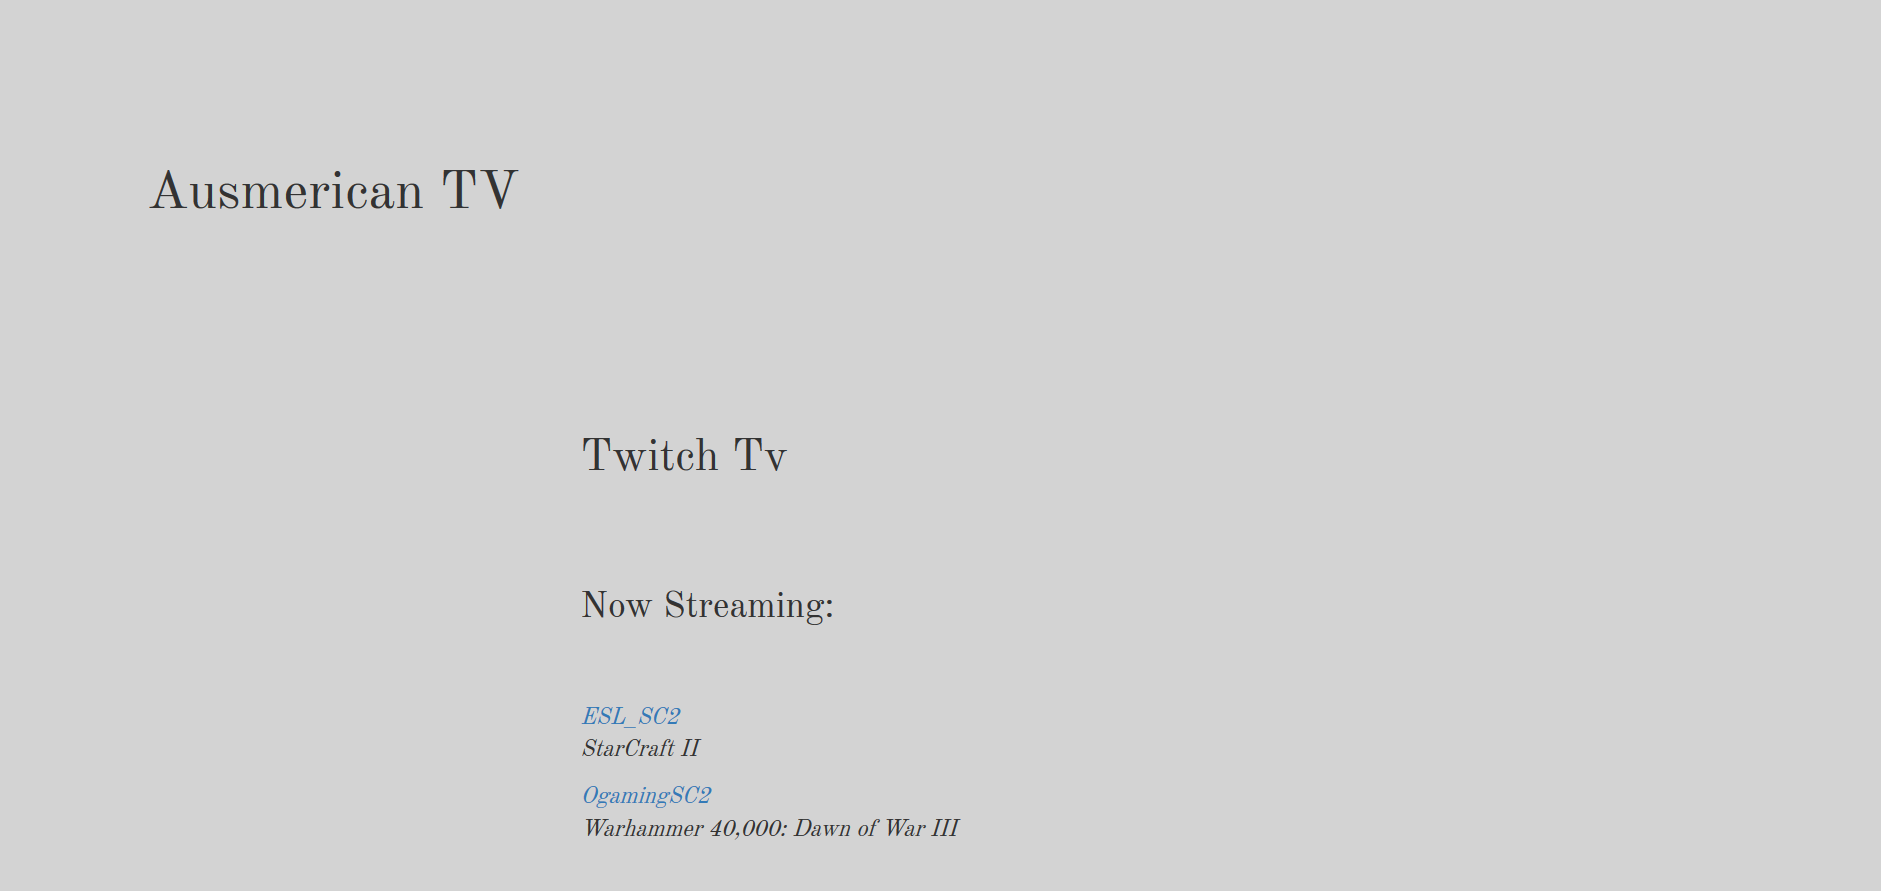 Ausmerican TV
Twitch Tv
Now Streaming:
ESL_SC2
StarCraft II
OgamingSC2
Warhammer 40,000: Dawn of War III